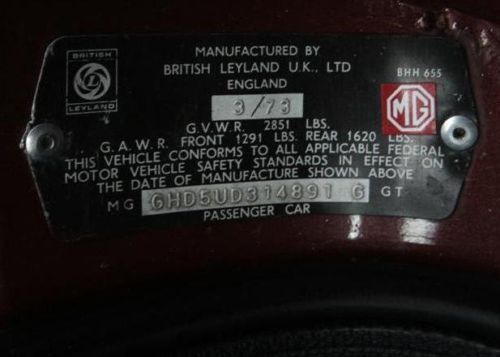 BRITISH
L
LEYLAND
MANUFACTURED BY
BRITISH LEYLAND U.K., LTD
ENGLAND
BHH 655
3/73
MG
G.V.W.R. 2851 LBS.
G.A.W.R. FRONT 1291 LBS. REAR 1620 LBS.
THIS VEHICLE CONFORMS TO ALL APPLICABLE FEDERAL
MOTOR VEHICLE SAFETY STANDARDS IN EFFECT ON
THE DATE OF MANUFACTURE SHOWN ABOVE
MG GHD5UD314891 G GT
PASSENGER CAR